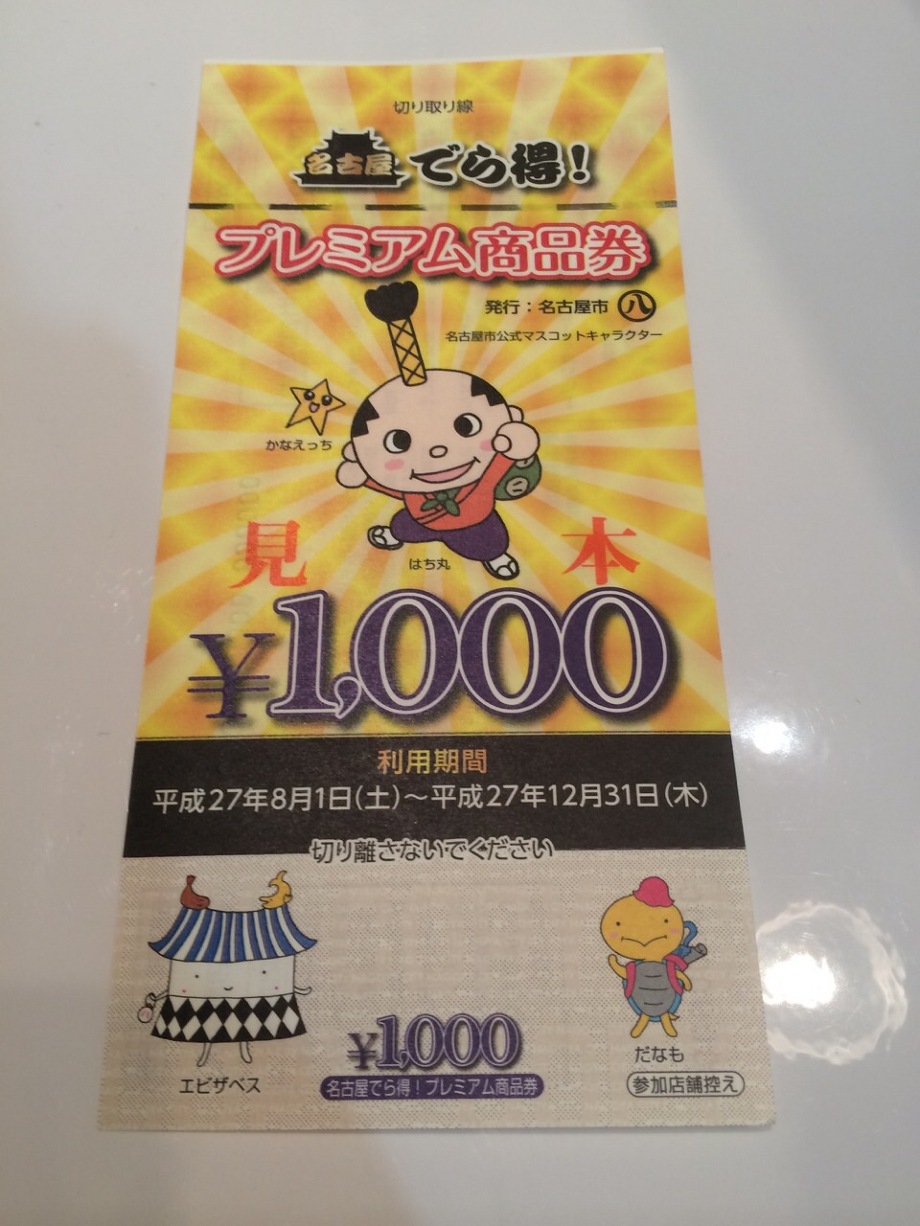 切り取り線
名古屋 でら得！
プレミアム商品券
発行：名古屋市 八
名古屋市公式マスコットキャラクター
かなえっち
はち丸
見本
¥1,000
利用期間
平成27年8月1日(土)～平成27年12月31日(木)
切り離さないでください
エビザベス
¥1,000
名古屋でら得！プレミアム商品券
だなも
参加店舗控え